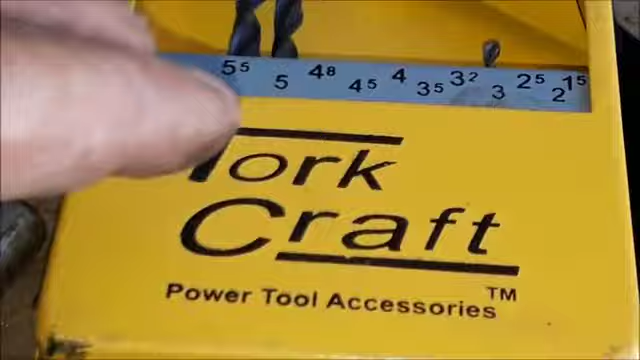 5⁵ 5 4⁸ 4⁵ 4 3⁵ 3² 3 2⁵ 2 1⁵
Tork
Craft
Power Tool Accessories™